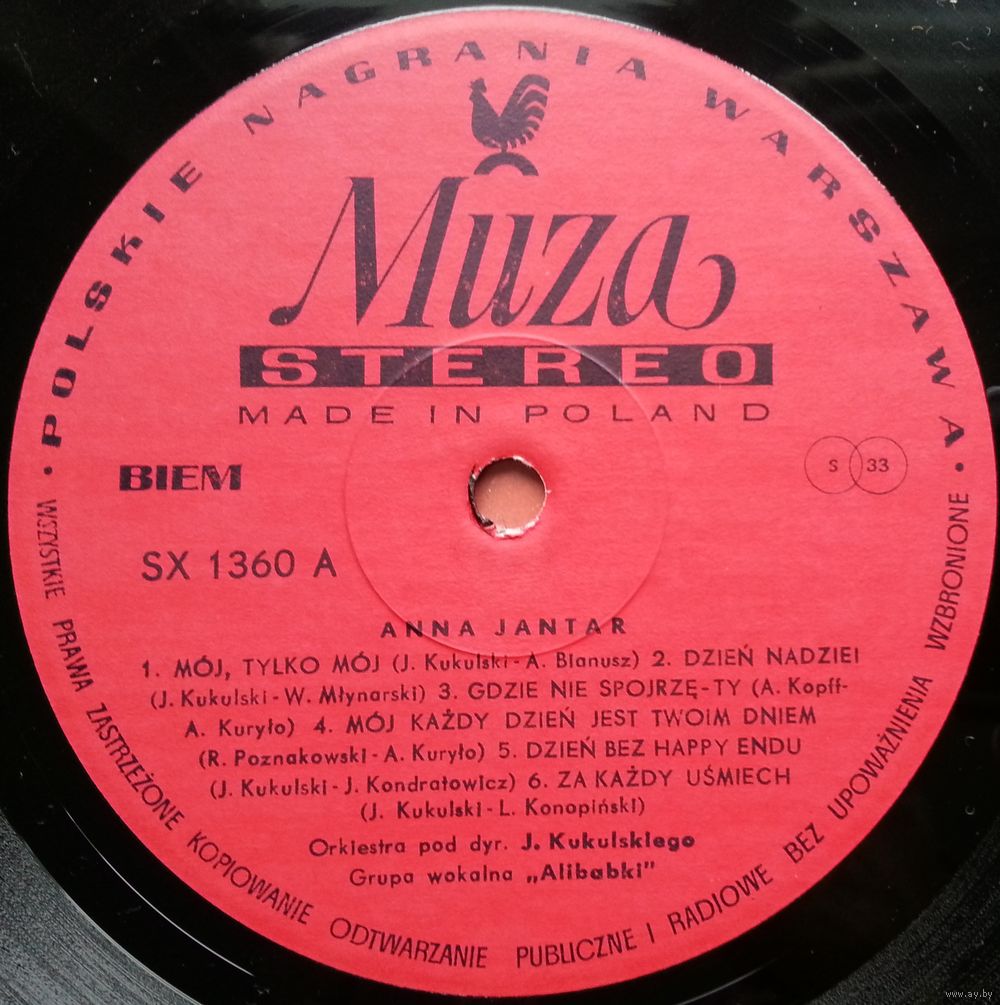 POLSKIE NAGRANIA WARSZAWA
Muza
STEREO
MADE IN POLAND
BIEM
S 33
SX 1360 A
ANNA JANTAR
1. MÓJ, TYLKO MÓJ (J. Kukulski - A. Bianusz) 2. DZIEŃ NADZIEI
(J. Kukulski - W. Młynarski) 3. GDZIE NIE SPOJRZĘ - TY (A. Kopff-
A. Kuryło) 4. MÓJ KAŻDY DZIEŃ JEST TWOIM DNIEM
(R. Poznakowski - A. Kuryło) 5. DZIEŃ BEZ HAPPY ENDU
(J. Kukulski - J. Kondratowicz) 6. ZA KAŻDY UŚMIECH
(J. Kukulski - L. Konopiński)
Orkiestra pod dyr. J. Kukulskiego
Grupa wokalna „Alibabki"
• WSZYSTKIE PRAWA ZASTRZEŻONE KOPIOWANIE ODTWARZANIE PUBLICZNE I RADIOWE BEZ UPOWAŻNIENIA WZBRONIONE •
www.ay.by